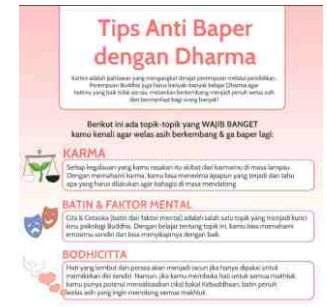 Tips Anti Baper
dengan Dharma
Kartini adalah pahlawan yang mengangkat derajat perempuan melalui pendidikan.
Perempuan Buddhis juga harus banyak-banyak belajar Dharma agar
batinnya yang baik tidak sia-sia, melainkan berkembang menjadi penuh welas asih
dan bermanfaat bagi orang banyak!
Berikut ini ada topik-topik yang WAJIB BANGET
kamu kenali agar welas asih berkembang & ga baper lagi:
KARMA
Setiap kegalauan yang kamu rasakan itu akibat dari karmamu di masa lampau.
Dengan memahami karma, kamu bisa menerima apapun yang terjadi dan tahu
apa yang harus dilakukan agar bahagia di masa mendatang.
BATIN & FAKTOR MENTAL
Citta & Cetasika (batin dan faktor mental) adalah salah satu topik yang menjadi kunci
ilmu psikologi Buddhis. Dengan belajar tentang topik ini, kamu bisa memahami
emosimu sendiri dan bisa menyikapinya dengan baik.
BODHICITTA
Hati yang lembut dan perasa akan menjadi racun jika hanya dipakai untuk
memikirkan diri sendiri. Namun, jika kamu membuka hati untuk semua makhluk,
kamu punya potensi merealisasikan cikal bakal Kebuddhaan, batin penuh
welas asih yang ingin menolong semua makhluk.